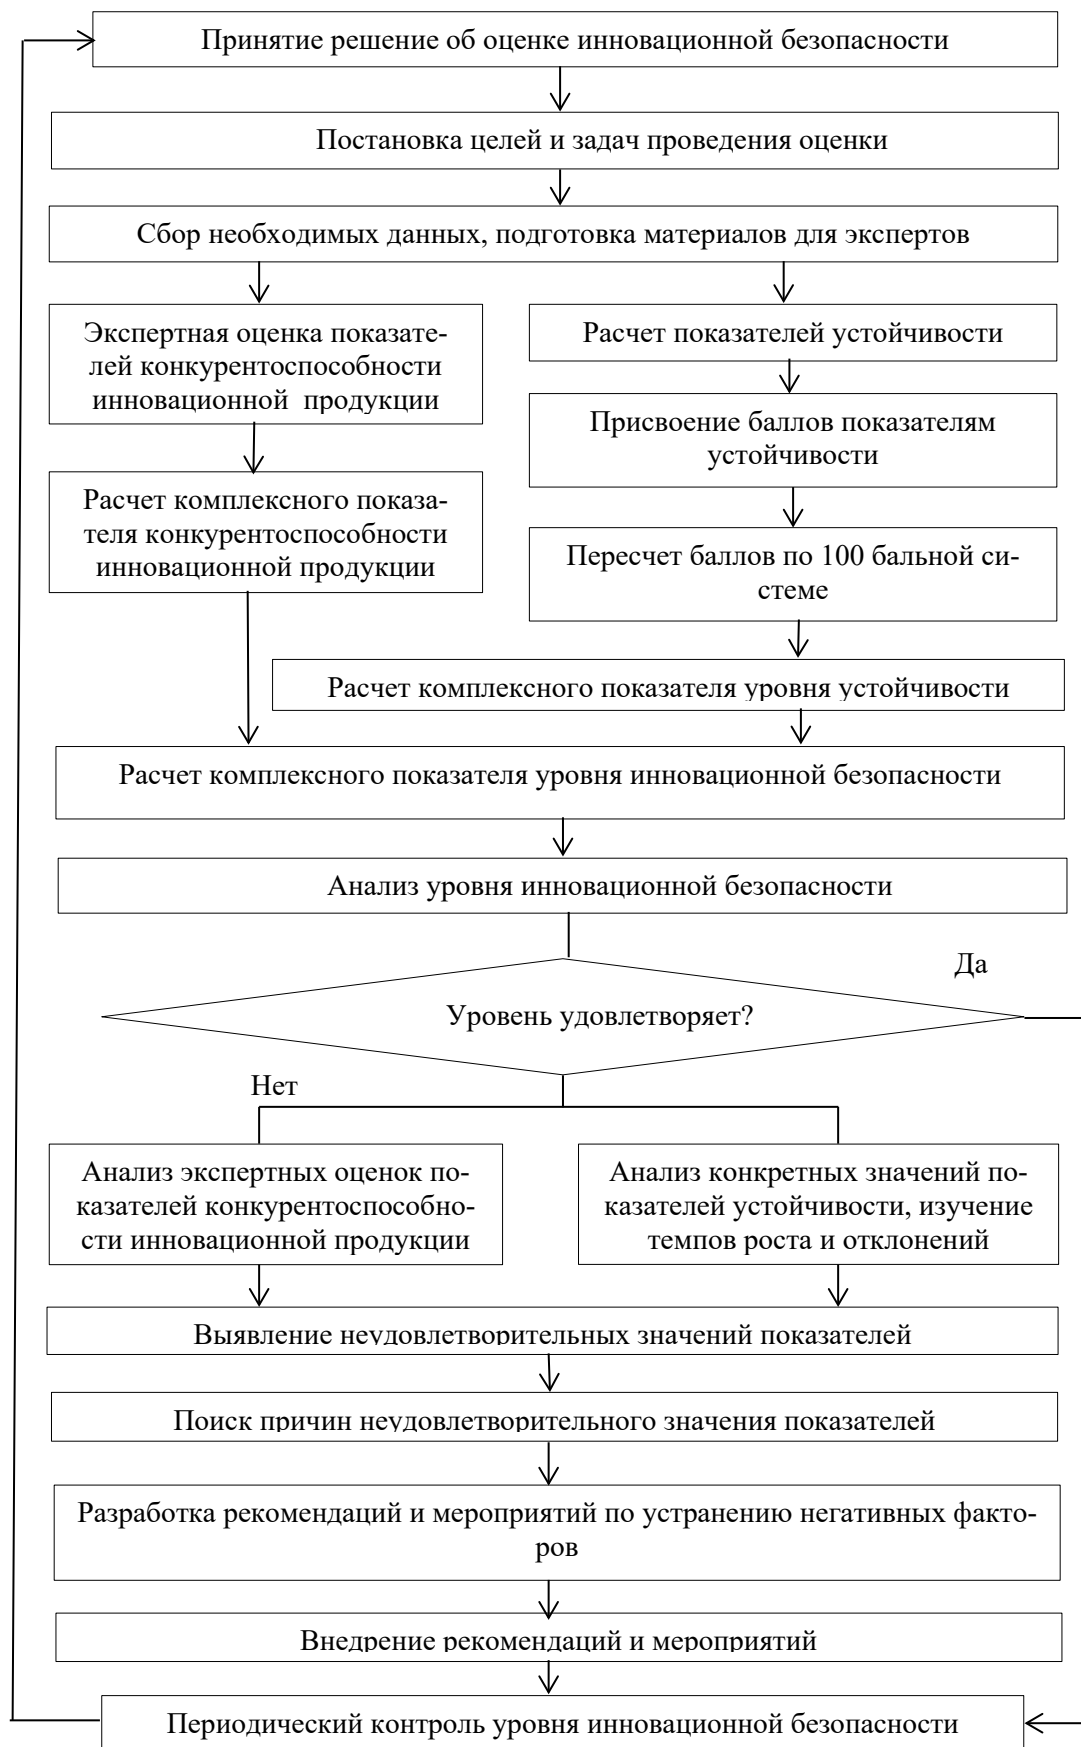 Принятие решение об оценке инновационной безопасности
Постановка целей и задач проведения оценки
Сбор необходимых данных, подготовка материалов для экспертов
Экспертная оценка показате-
лей конкурентоспособности
инновационной продукции
Расчет показателей устойчивости
Присвоение баллов показателям
устойчивости
Расчет комплексного показа-
теля конкурентоспособности
инновационной продукции
Пересчет баллов по 100 бальной си-
стеме
Расчет комплексного показателя уровня устойчивости
Расчет комплексного показателя уровня инновационной безопасности
Анализ уровня инновационной безопасности
Да
Уровень удовлетворяет?
Нет
Анализ экспертных оценок по-
казателей конкурентоспособно-
сти инновационной продукции
Анализ конкретных значений по-
казателей устойчивости, изучение
темпов роста и отклонений
Выявление неудовлетворительных значений показателей
Поиск причин неудовлетворительного значения показателей
Разработка рекомендаций и мероприятий по устранению негативных факто-
ров
Внедрение рекомендаций и мероприятий
Периодический контроль уровня инновационной безопасности